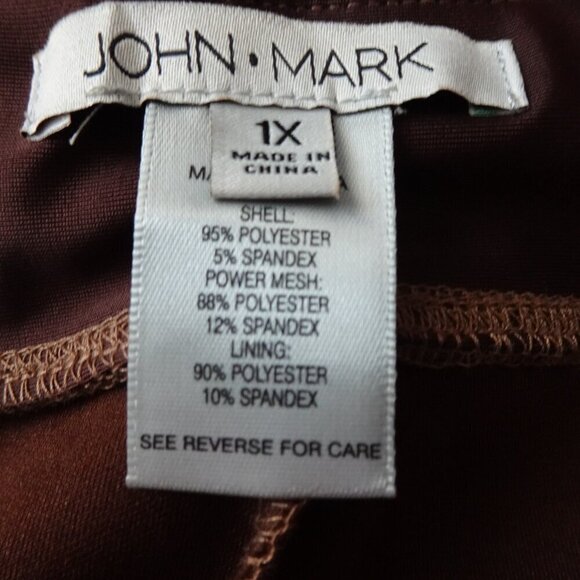 JOHN • MARK
1X
MADE IN
CHINA
SHELL:
95% POLYESTER
5% SPANDEX
POWER MESH:
88% POLYESTER
12% SPANDEX
LINING:
90% POLYESTER
10% SPANDEX
SEE REVERSE FOR CARE